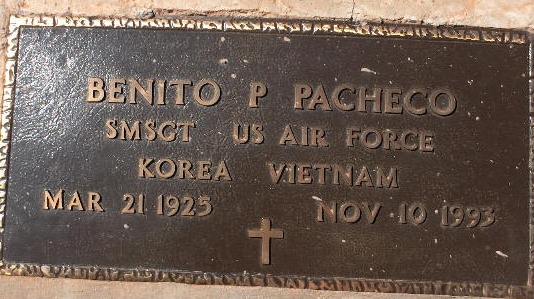 BENITO P PACHECO
SMSGT US AIR FORCE
KOREA VIETNAM
MAR 21 1925 NOV 10 1993